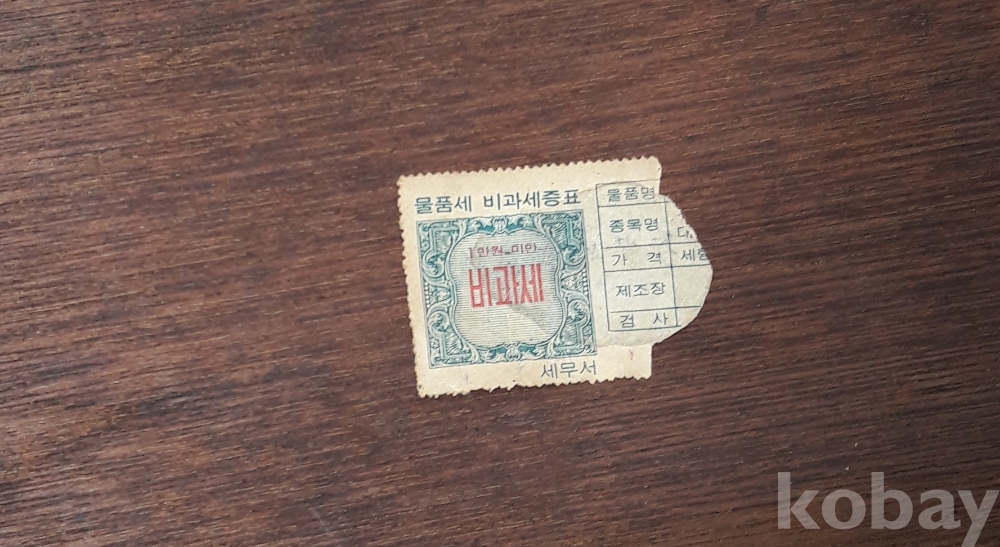 물품세 비과세증표
1만원 미만
비과세
세무서
물품명
종목명
가 격 세
제조장
검 사
kobay